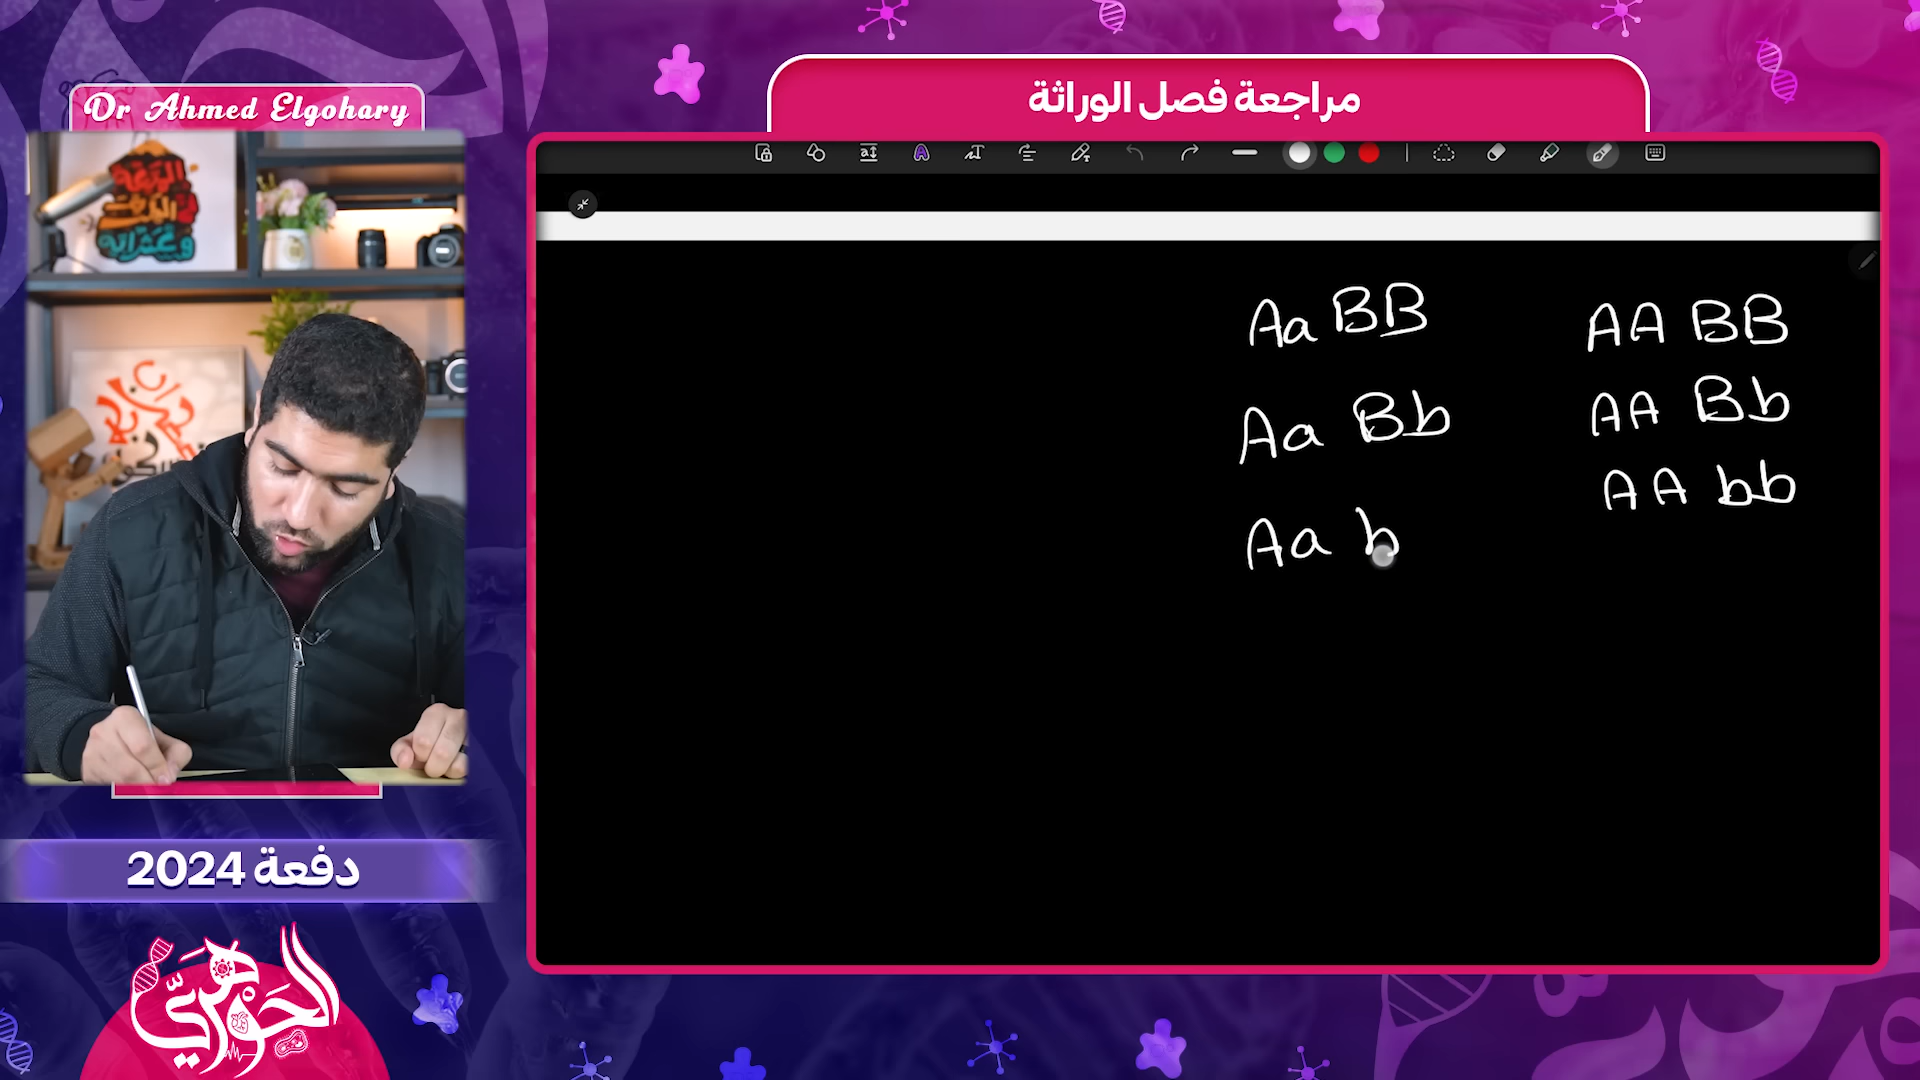 Dr Ahmed Elgohary
مراجعة فصل الوراثة
AA BB
AA Bb
AA bb
Aa BB
Aa Bb
Aa b
دفعة 2024
الجوهري